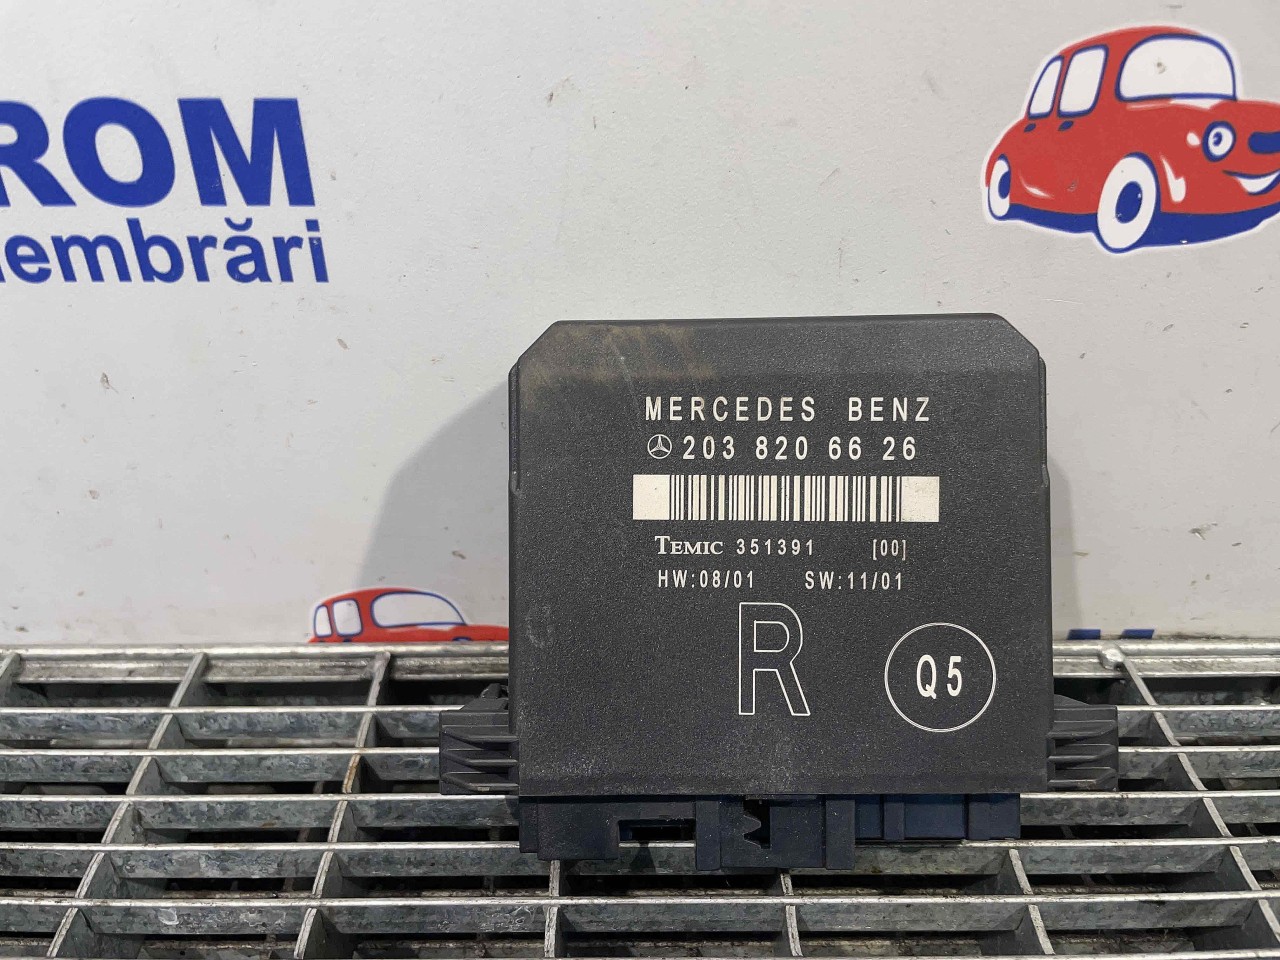 ROM
embrări
MERCEDES BENZ
203 820 66 26
TEMIC 351391 [00]
HW:08/01 SW:11/01
R
Q5